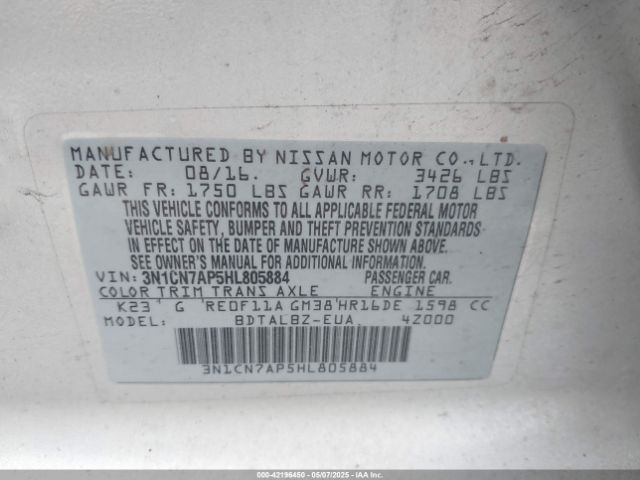 MANUFACTURED BY NISSAN MOTOR CO., LTD.
DATE: 08/16. GVWR: 3426 LBS
GAWR FR: 1750 LBS GAWR RR: 1708 LBS
THIS VEHICLE CONFORMS TO ALL APPLICABLE FEDERAL MOTOR
VEHICLE SAFETY, BUMPER AND THEFT PREVENTION STANDARDS
IN EFFECT ON THE DATE OF MANUFACTURE SHOWN ABOVE.
SEE OWNER'S MANUAL FOR ADDITIONAL INFORMATION.
VIN: 3N1CN7AP5HL805884 PASSENGER CAR.
COLOR TRIM TRANS AXLE ENGINE
K23 G RE0F11A GM38 HR16DE 1598 CC
MODEL: BDTALBZ-EUA 4Z000
3N1CN7AP5HL805884
000-42196450 - 05/07/2025 - IAAI.COM